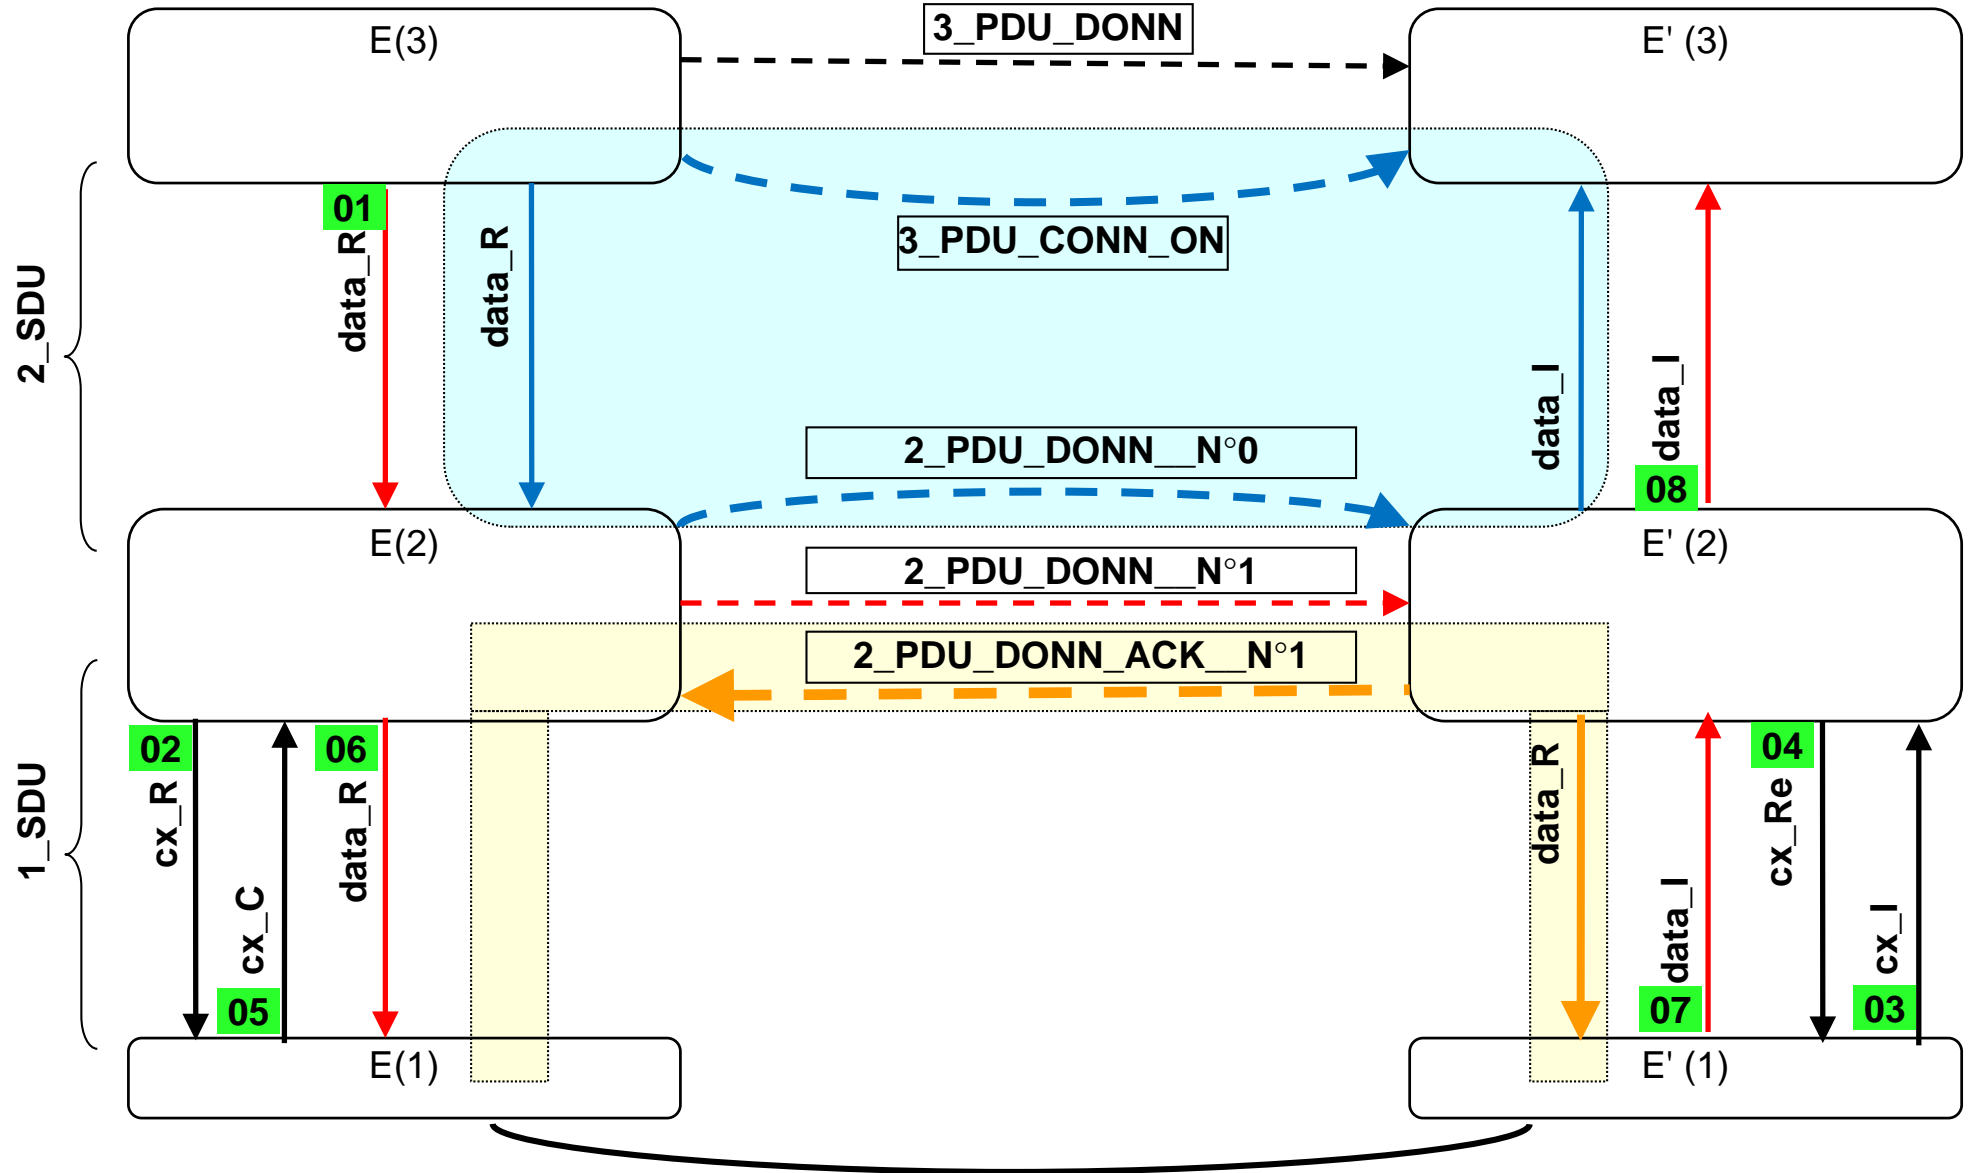 E(3)
3_PDU_DONN
E' (3)
01
data_R
data_R
3_PDU_CONN_ON
2_SDU
data_I
data_I
08
2_PDU_DONN__N°0
E(2)
E' (2)
2_PDU_DONN__N°1
2_PDU_DONN_ACK__N°1
1_SDU
02
cx_R
05
cx_C
06
data_R
data_R
07
data_I
04
cx_Re
03
cx_I
E(1)
E' (1)